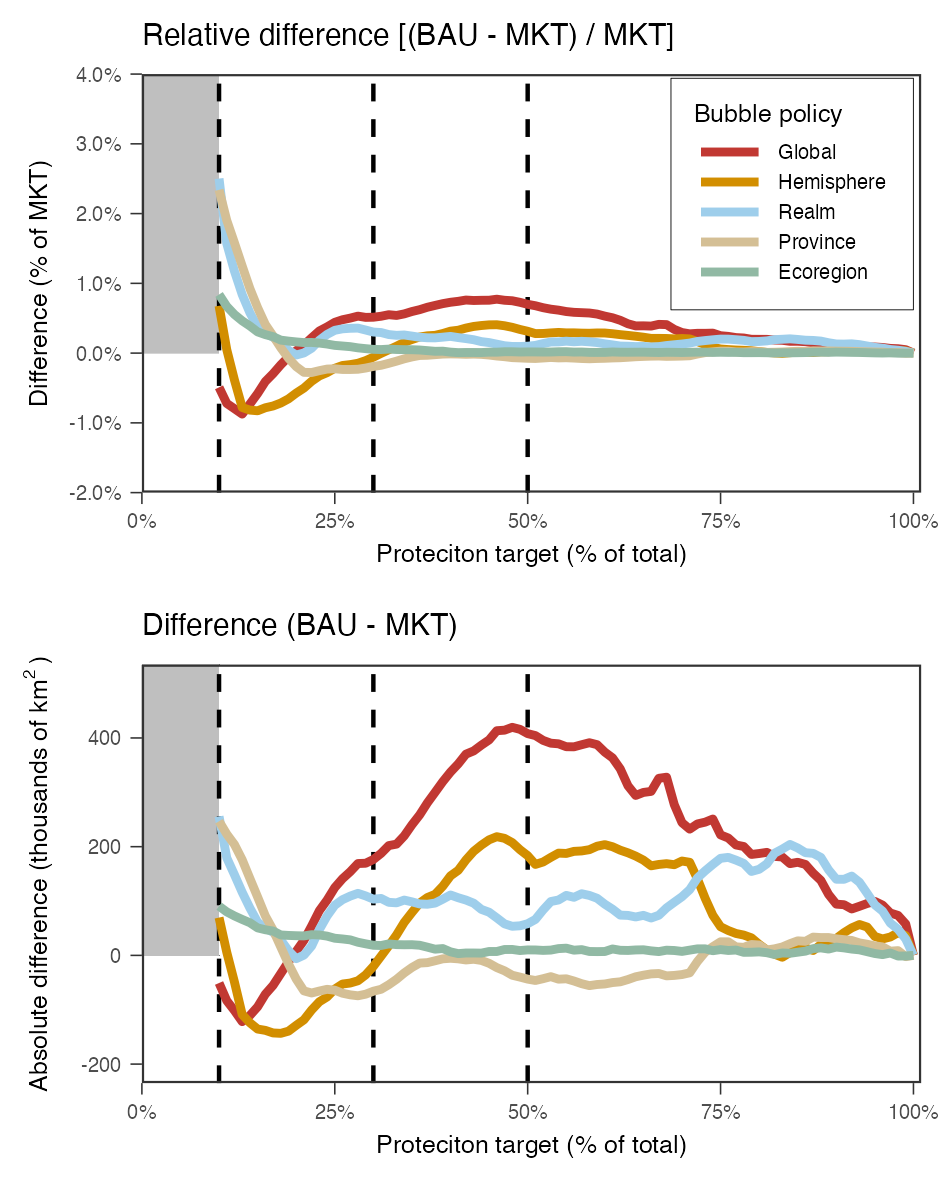 Relative difference [(BAU - MKT) / MKT]
Difference (% of MKT)
4.0%
3.0%
2.0%
1.0%
0.0%
-1.0%
-2.0%
Bubble policy
Global
Hemisphere
Realm
Province
Ecoregion
0% 25% 50% 75% 100%
Proteciton target (% of total)
Difference (BAU - MKT)
Absolute difference (thousands of km²)
400
200
0
-200
0% 25% 50% 75% 100%
Proteciton target (% of total)